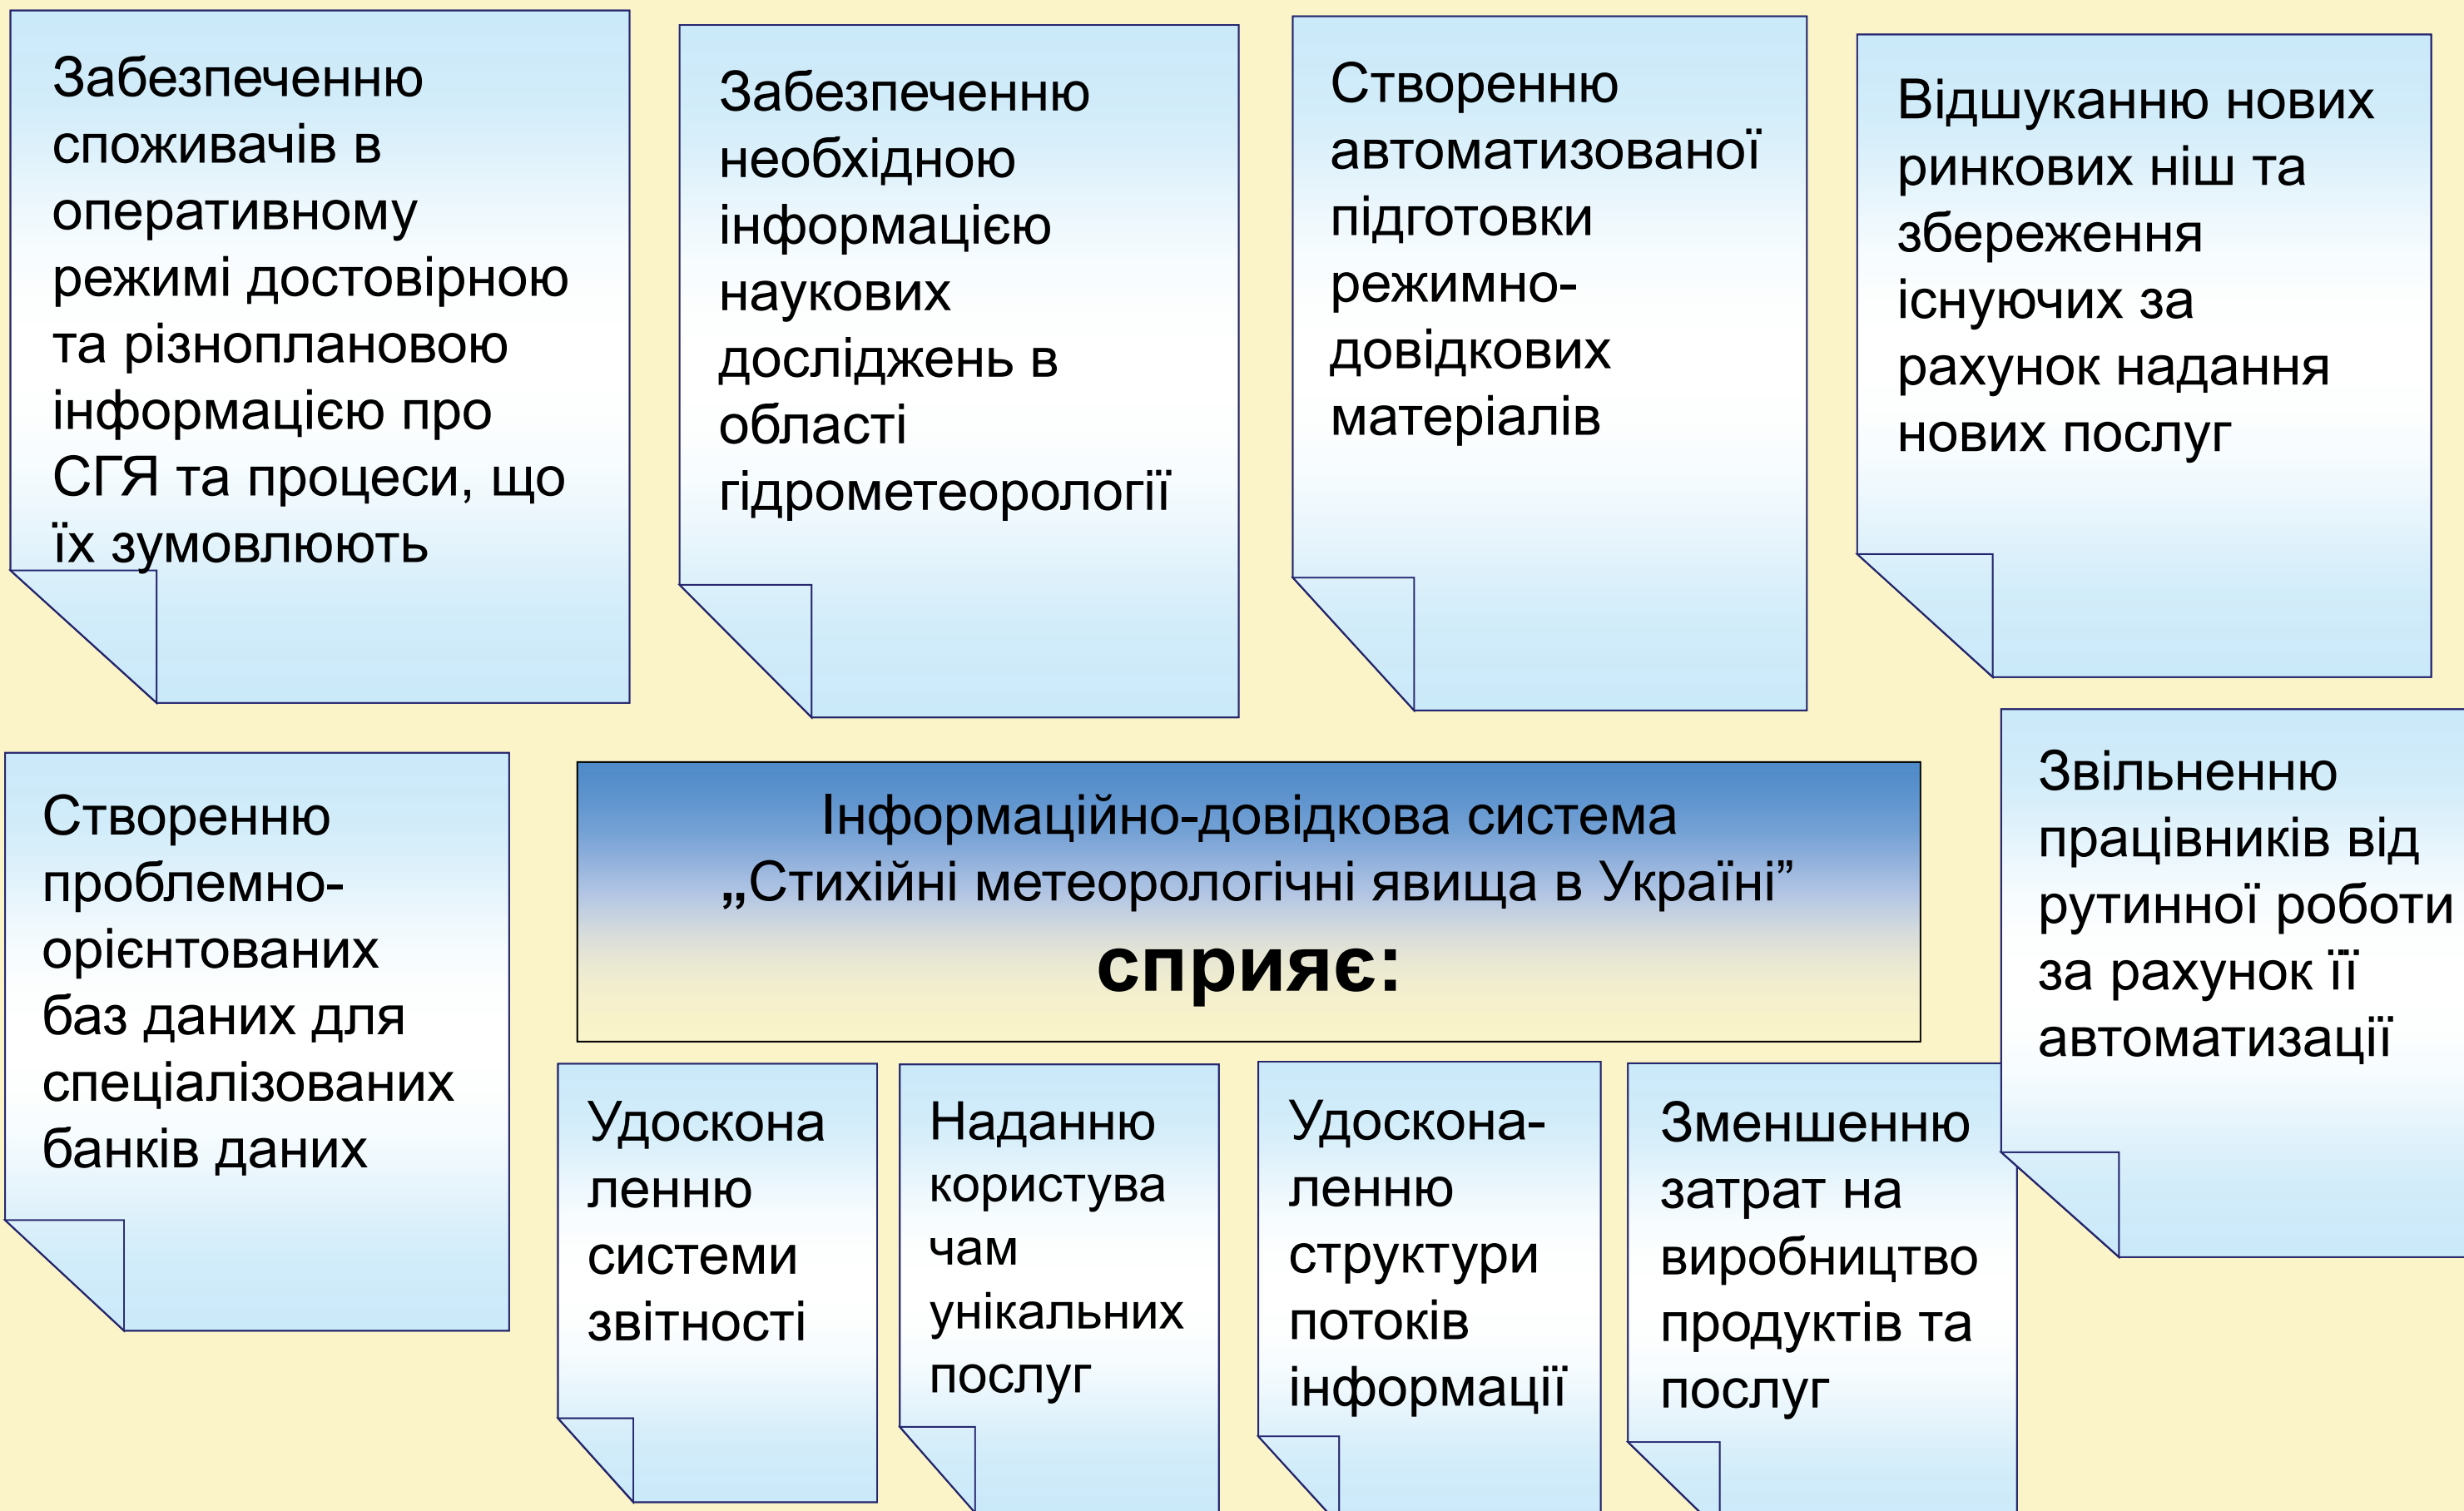 Забезпеченню
споживачів в
оперативному
режимі достовірною
та різноплановою
інформацією про
СГЯ та процеси, що
їх зумовлюють
Забезпеченню
необхідною
інформацією
наукових
досліджень в
області
гідрометеорології
Створенню
автоматизованої
підготовки
режимно-
довідкових
матеріалів
Відшуканню нових
ринкових ніш та
збереження
існуючих за
рахунок надання
нових послуг
Створенню
проблемно-
орієнтованих
баз даних для
спеціалізованих
банків даних
Інформаційно-довідкова система
„Стихійні метеорологічні явища в Україні”
сприяє:
Звільненню
працівників від
рутинної роботи
за рахунок її
автоматизації
Удоскона
ленню
системи
звітності
Наданню
користува
чам
унікальних
послуг
Удоскона-
ленню
структури
потоків
інформації
Зменшенню
затрат на
виробництво
продуктів та
послуг